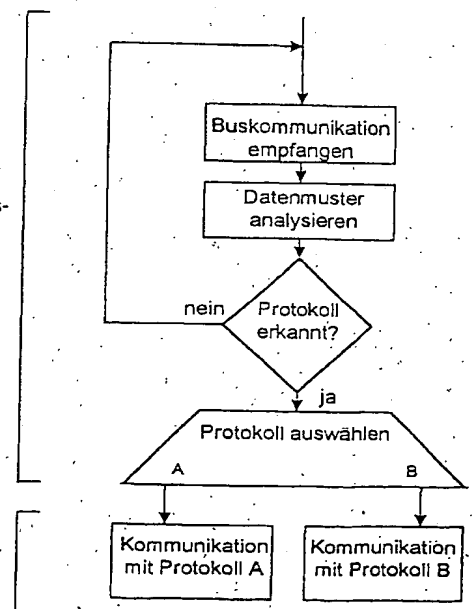 Buskommunikation
empfangen
Datenmuster
analysieren
nein
Protokoll
erkannt?
ja
Protokoll auswählen
A
B
Kommunikation
mit Protokoll A
Kommunikation
mit Protokoll B